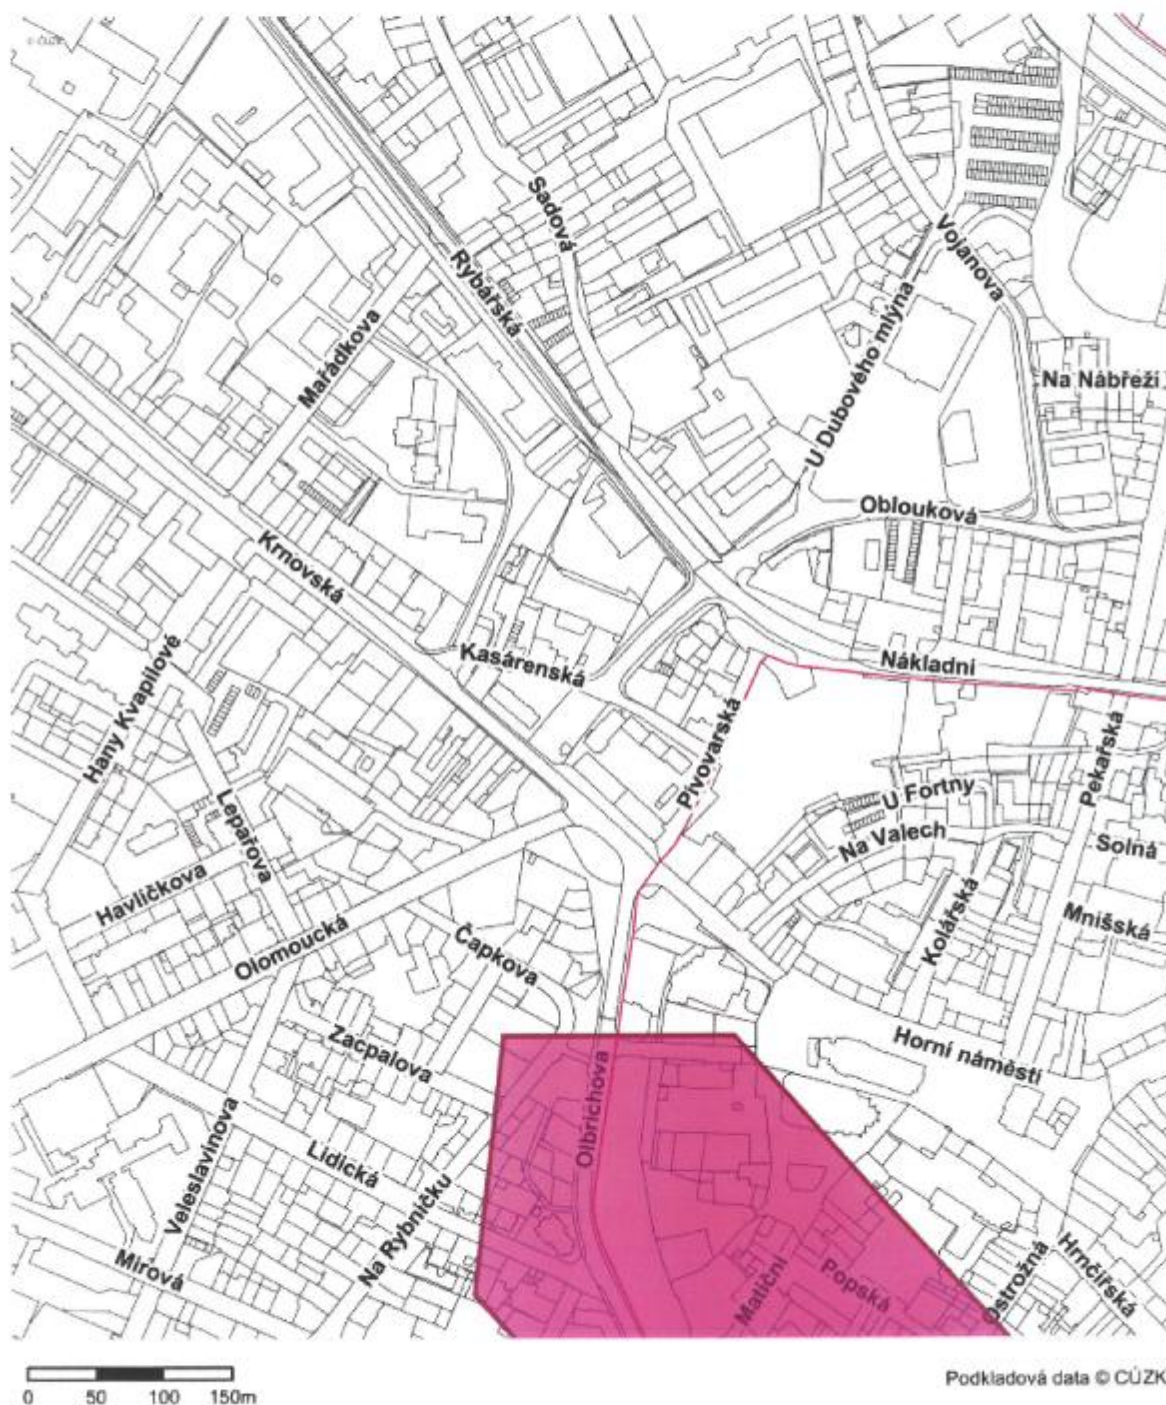 © ČÚZK
Sadová
Rybářská
Vojanova
Mařádkova
U Dubového mlýna
Na Nábřeží
Oblouková
Krnovská
Kasárenská
Nákladní
Hany Kvapilové
Pivovarská
Pekařská
U Fortny
Lepařova
Na Valech
Solná
Havlíčkova
Kolářská
Mnišská
Olomoucká
Čapkova
Zacpalova
Horní náměstí
Olbrichova
Veleslavínova
Lidická
Na Rybníčku
Mírová
Matiční
Popská
Ostrožná
Hrnčířská
0 50 100 150m
Podkladová data © ČÚZK